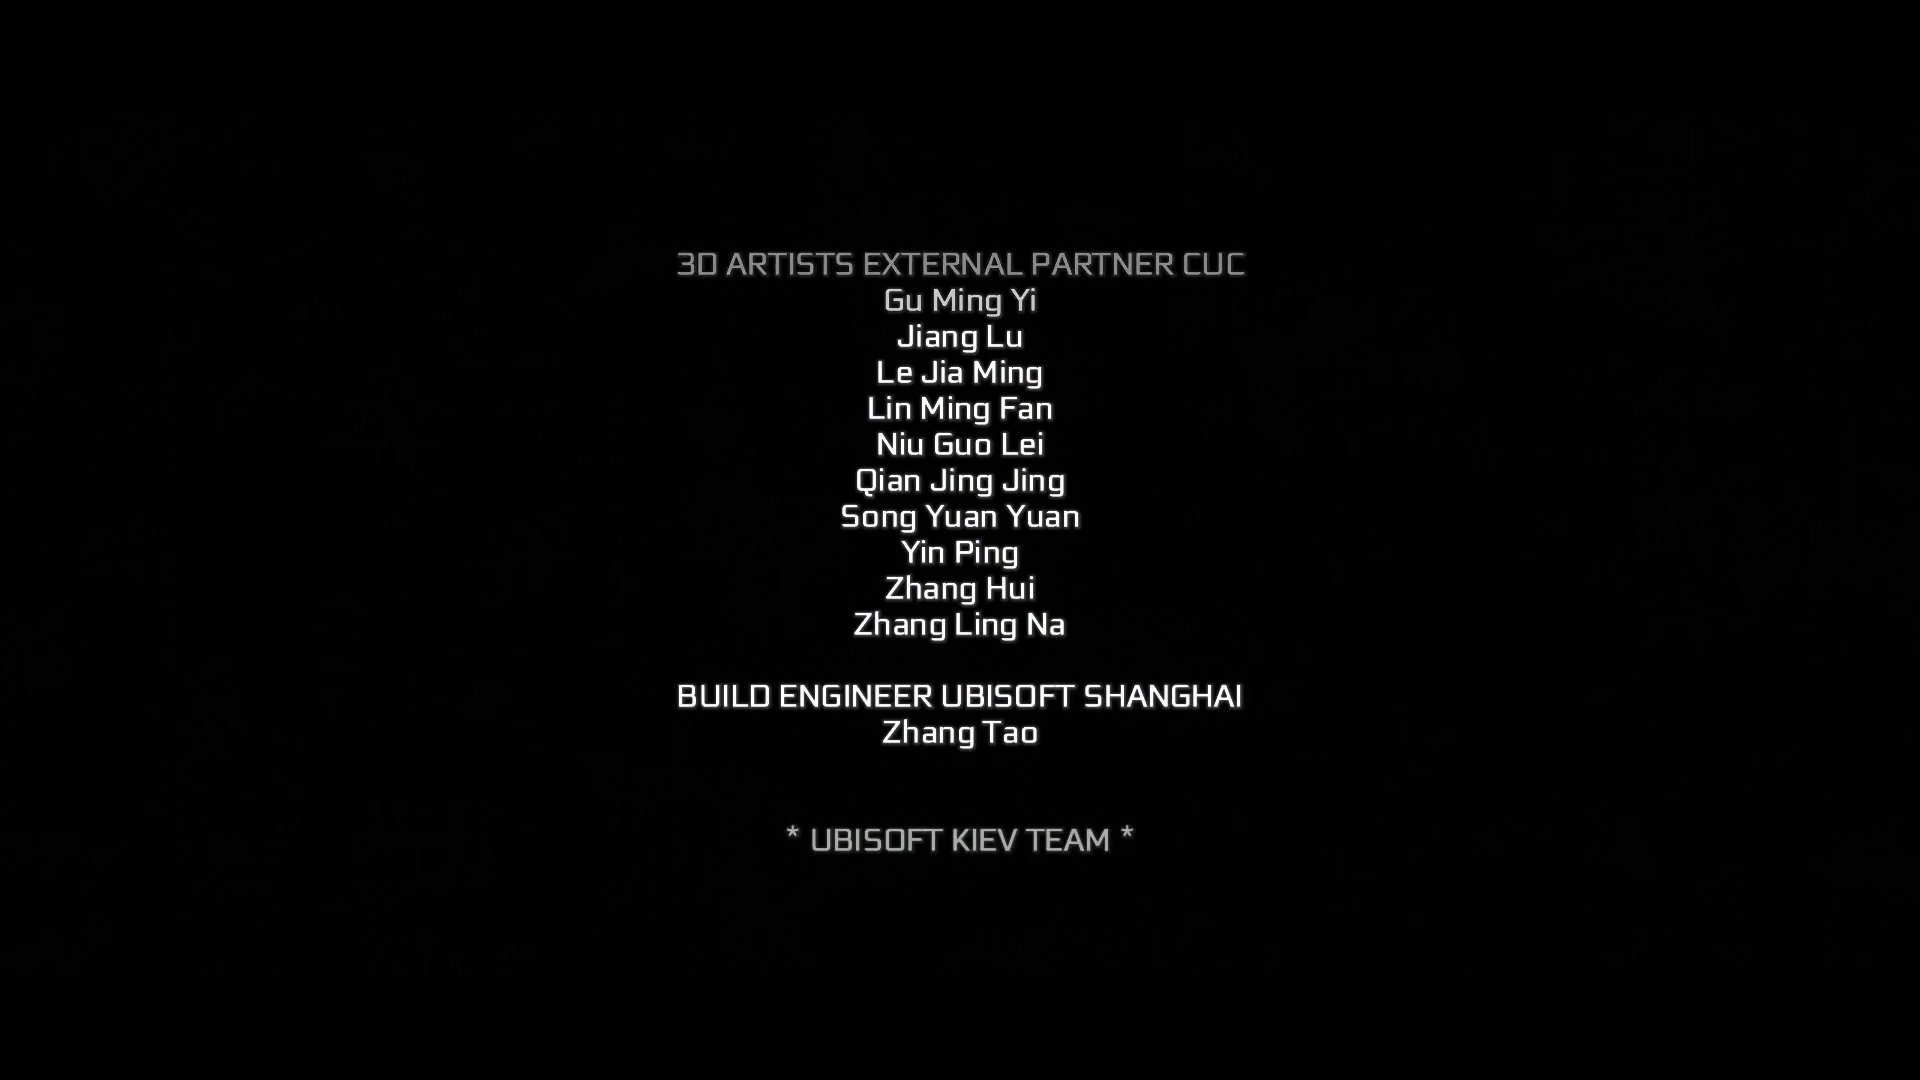 3D ARTISTS EXTERNAL PARTNER CUC
Gu Ming Yi
Jiang Lu
Le Jia Ming
Lin Ming Fan
Niu Guo Lei
Qian Jing Jing
Song Yuan Yuan
Yin Ping
Zhang Hui
Zhang Ling Na
BUILD ENGINEER UBISOFT SHANGHAI
Zhang Tao
* UBISOFT KIEV TEAM *